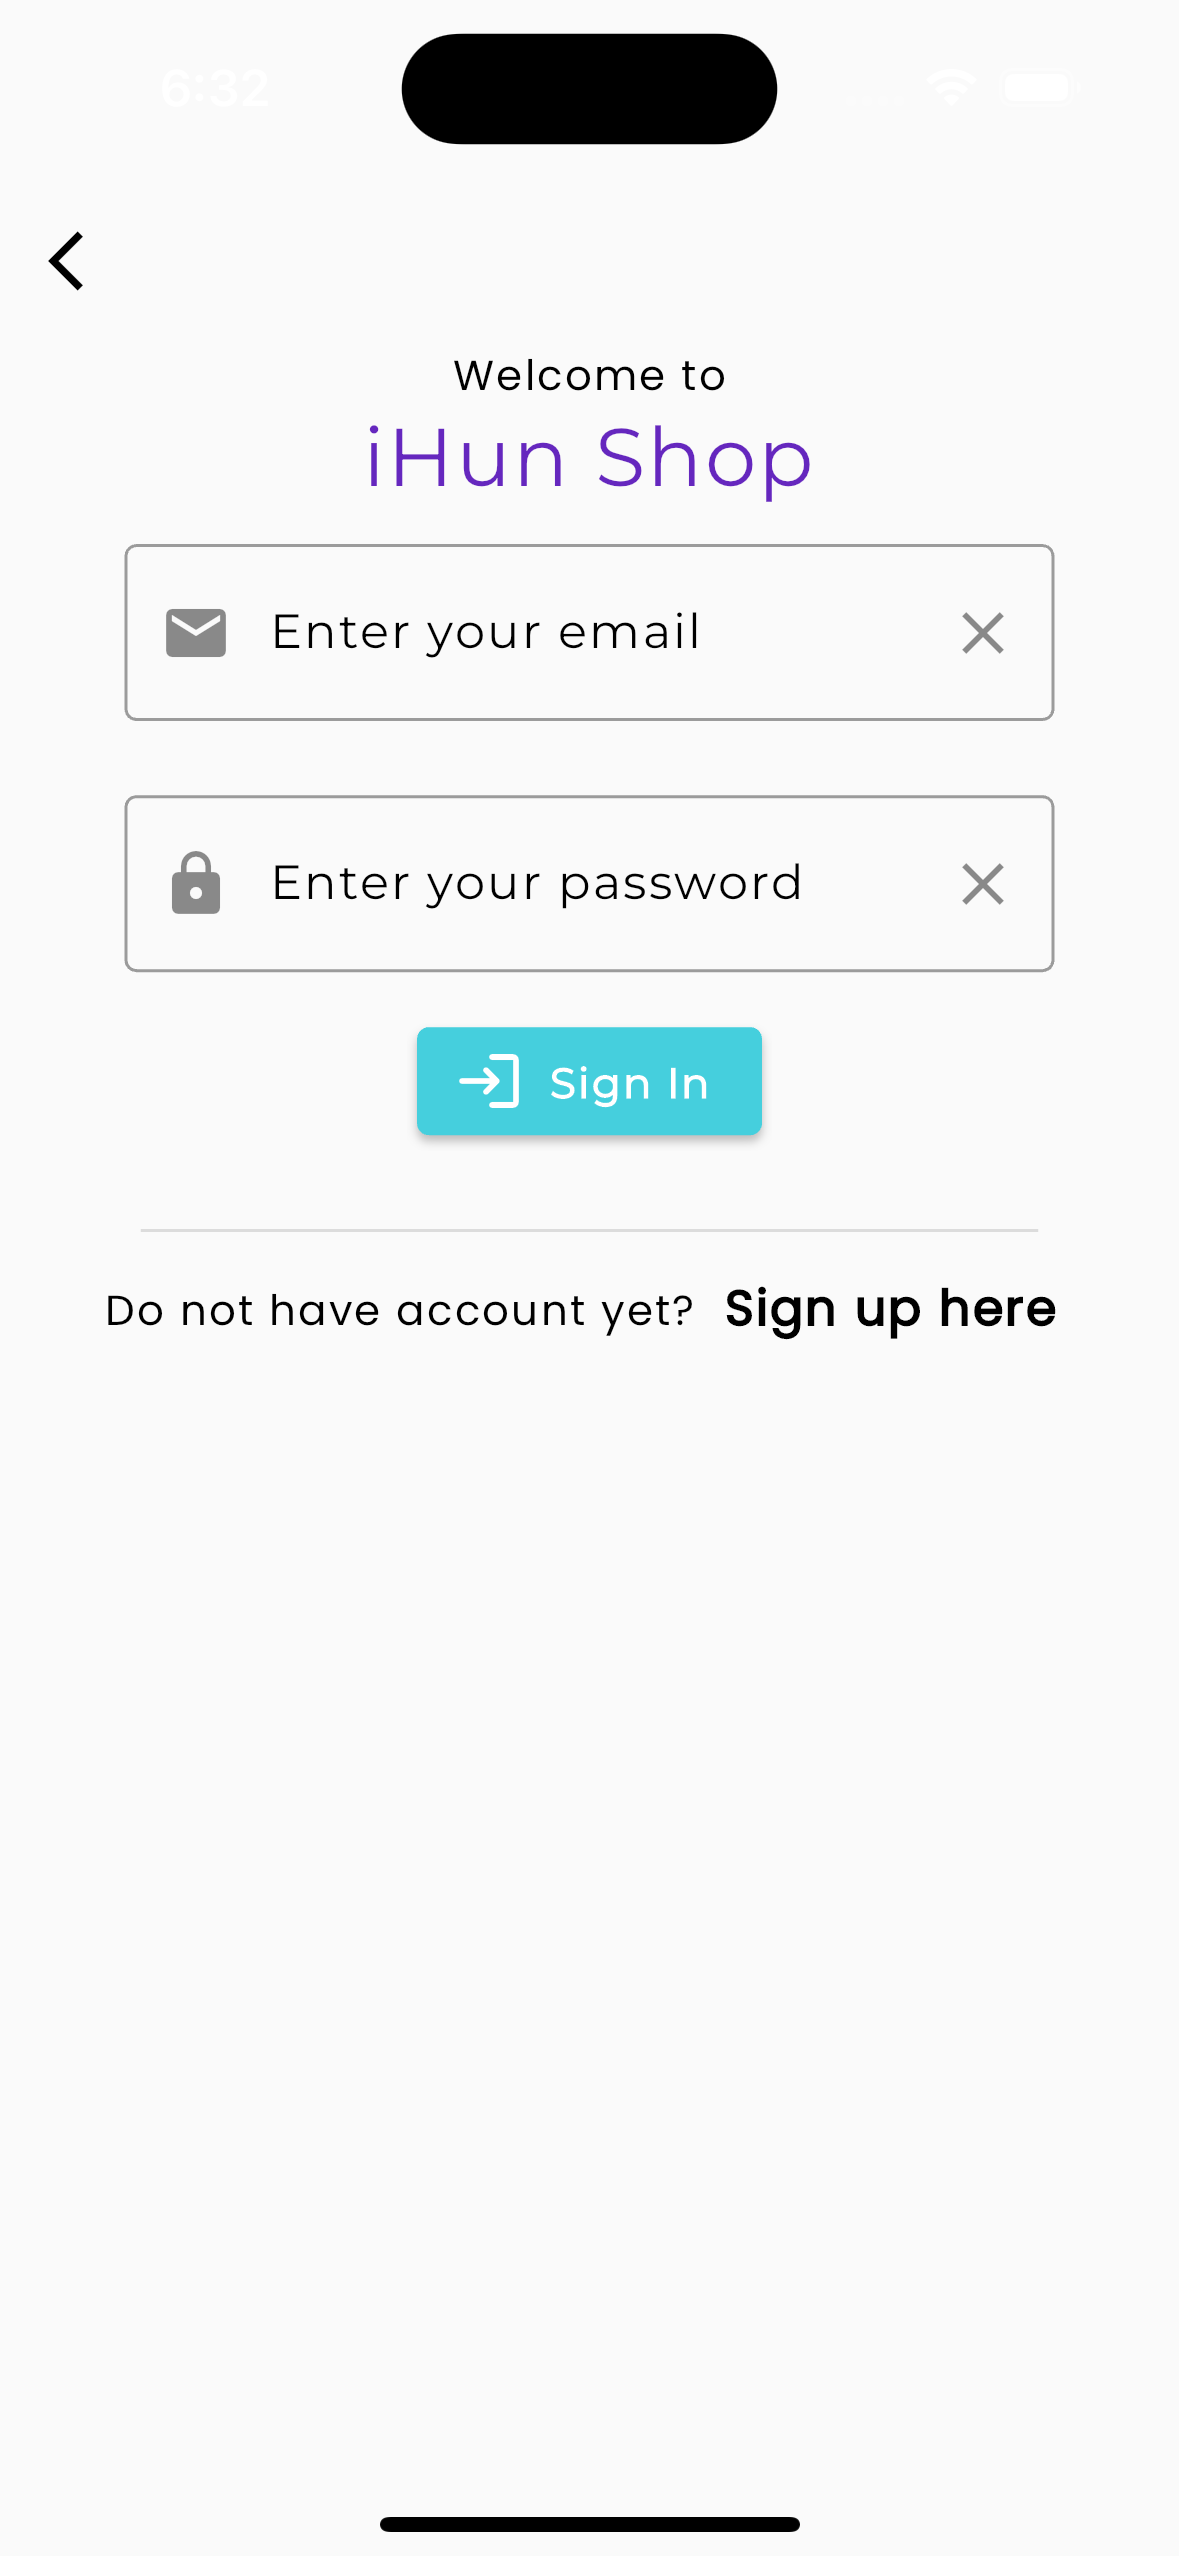 6:32
Welcome to
iHun Shop
Enter your email
Enter your password
Sign In
Do not have account yet? Sign up here